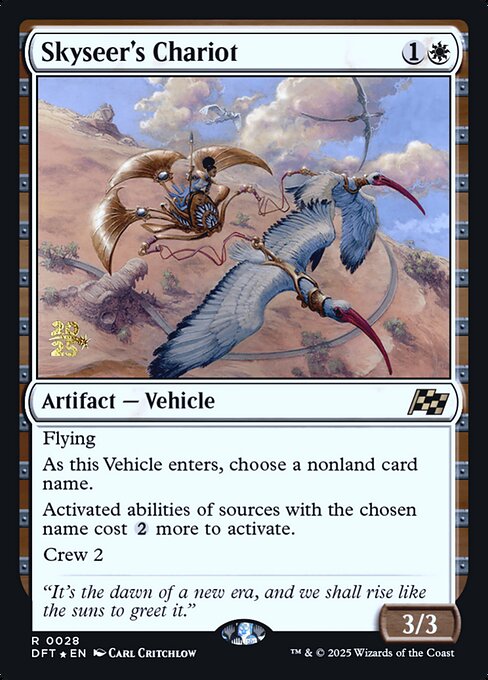 Skyseer's Chariot 1
2025
Artifact — Vehicle
Flying
As this Vehicle enters, choose a nonland card
name.
Activated abilities of sources with the chosen
name cost 2 more to activate.
Crew 2
"It's the dawn of a new era, and we shall rise like
the suns to greet it."
3/3
R 0028
DFT ★ EN Carl Critchlow
™ & © 2025 Wizards of the Coast